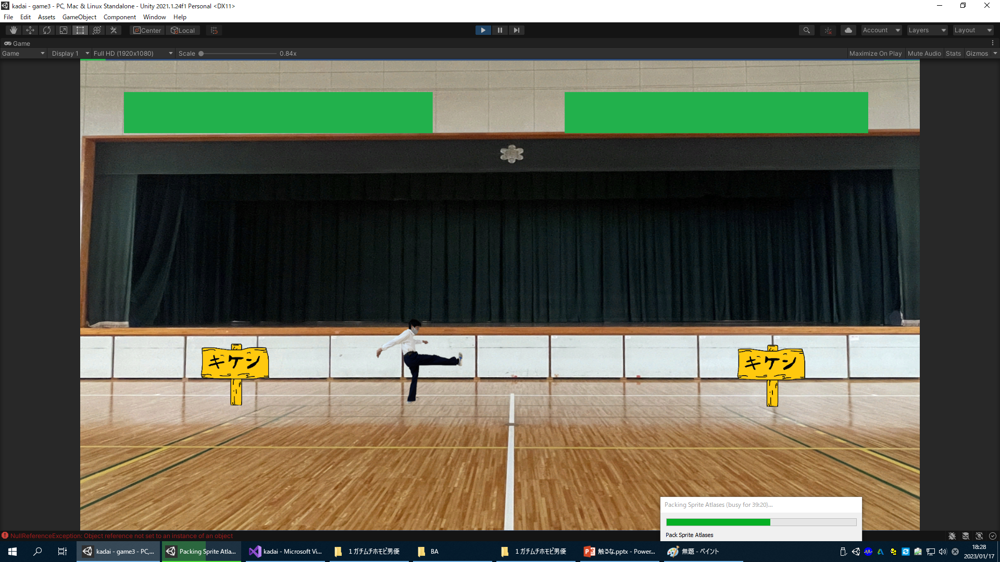 kadai - game3 - PC, Mac & Linux Standalone - Unity 2021.1.24f1 Personal <DX11>
File Edit Assets GameObject Component Window Help
Center Local Account Layers Layout
Game
Game Display 1 Full HD (1920x1080) Scale 0.84x Maximize On Play Mute Audio Stats Gizmos
キケン
キケン
Packing Sprite Atlases (busy for 39:20)...
Pack Sprite Atlases
NullReferenceException: Object reference not set to an instance of an object
kadai - game3 - PC,... Packing Sprite Atla... kadai - Microsoft Vi... 1 ガチムチホモビ男優 BA 1 ガチムチホモビ男優 触るな.pptx - Power... 無題 - ペイント
18:28
2023/01/17